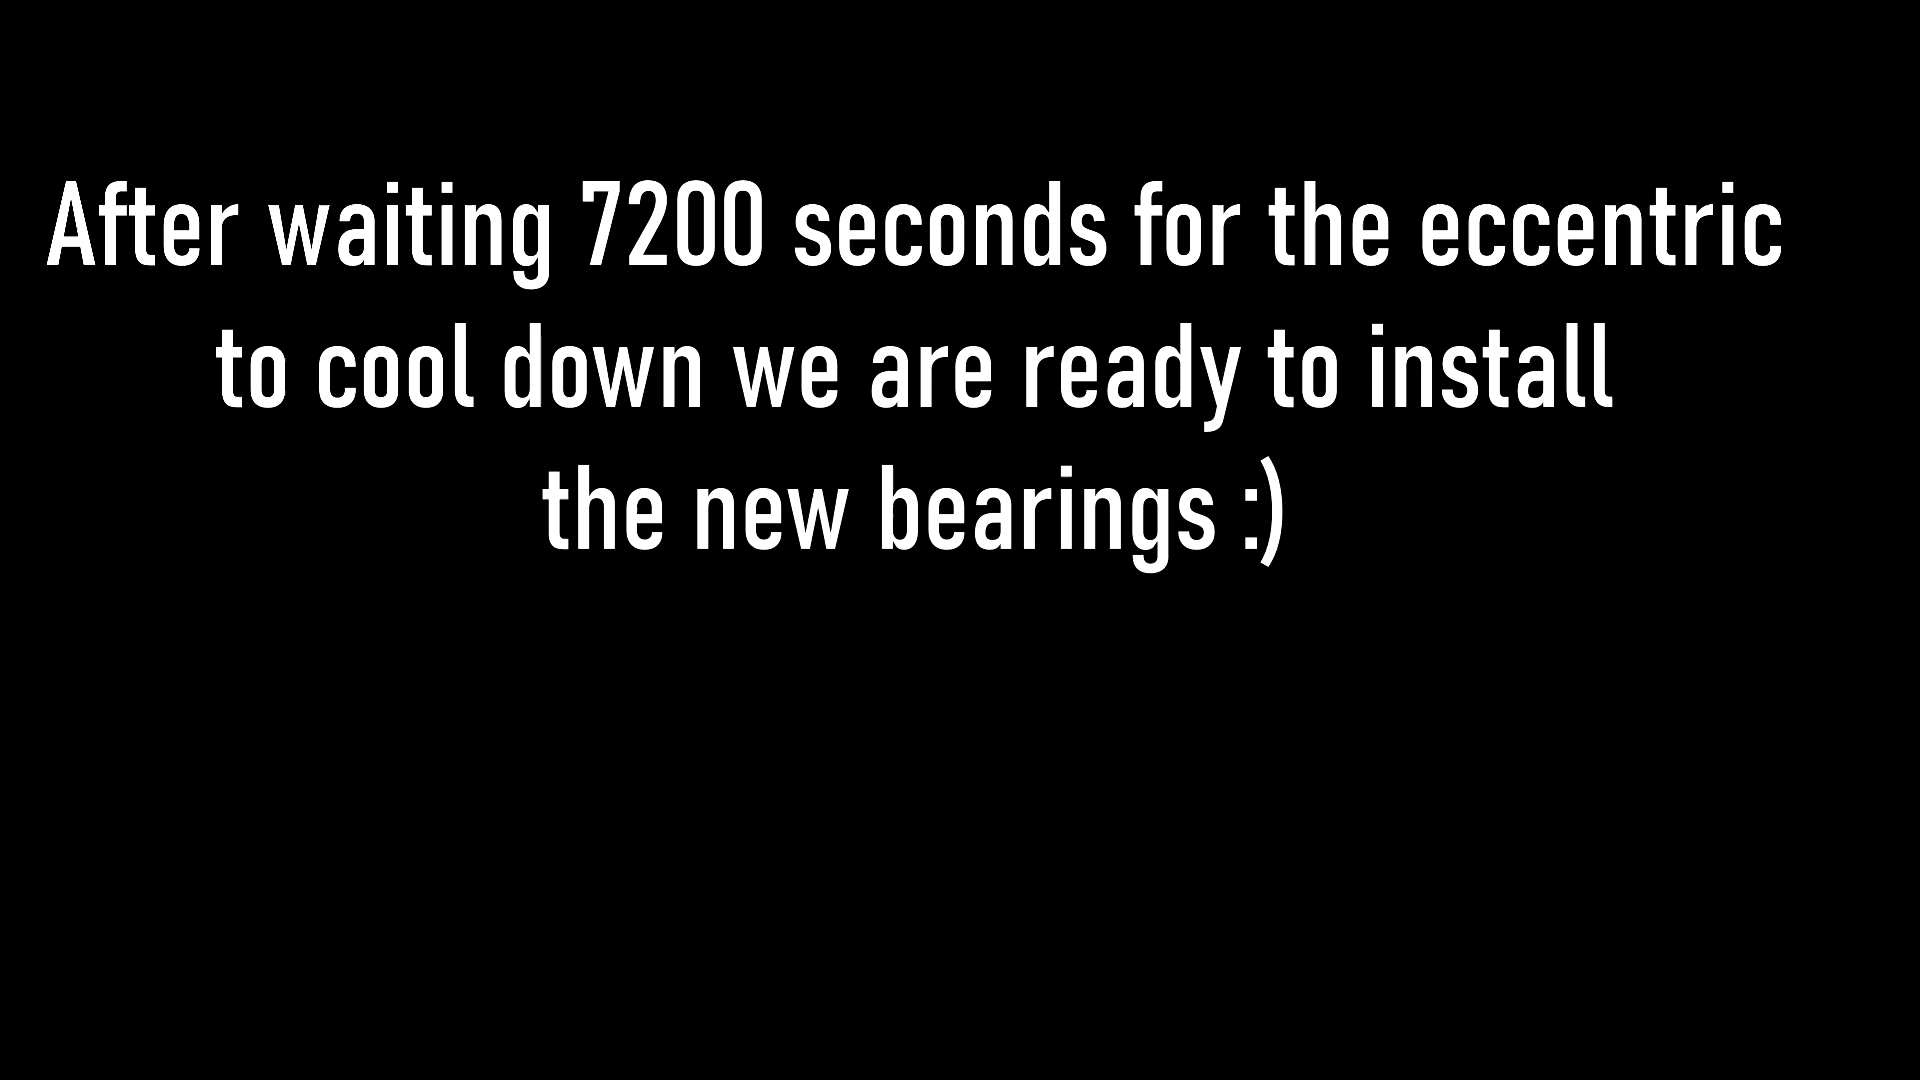 After waiting 7200 seconds for the eccentric
to cool down we are ready to install
the new bearings :)